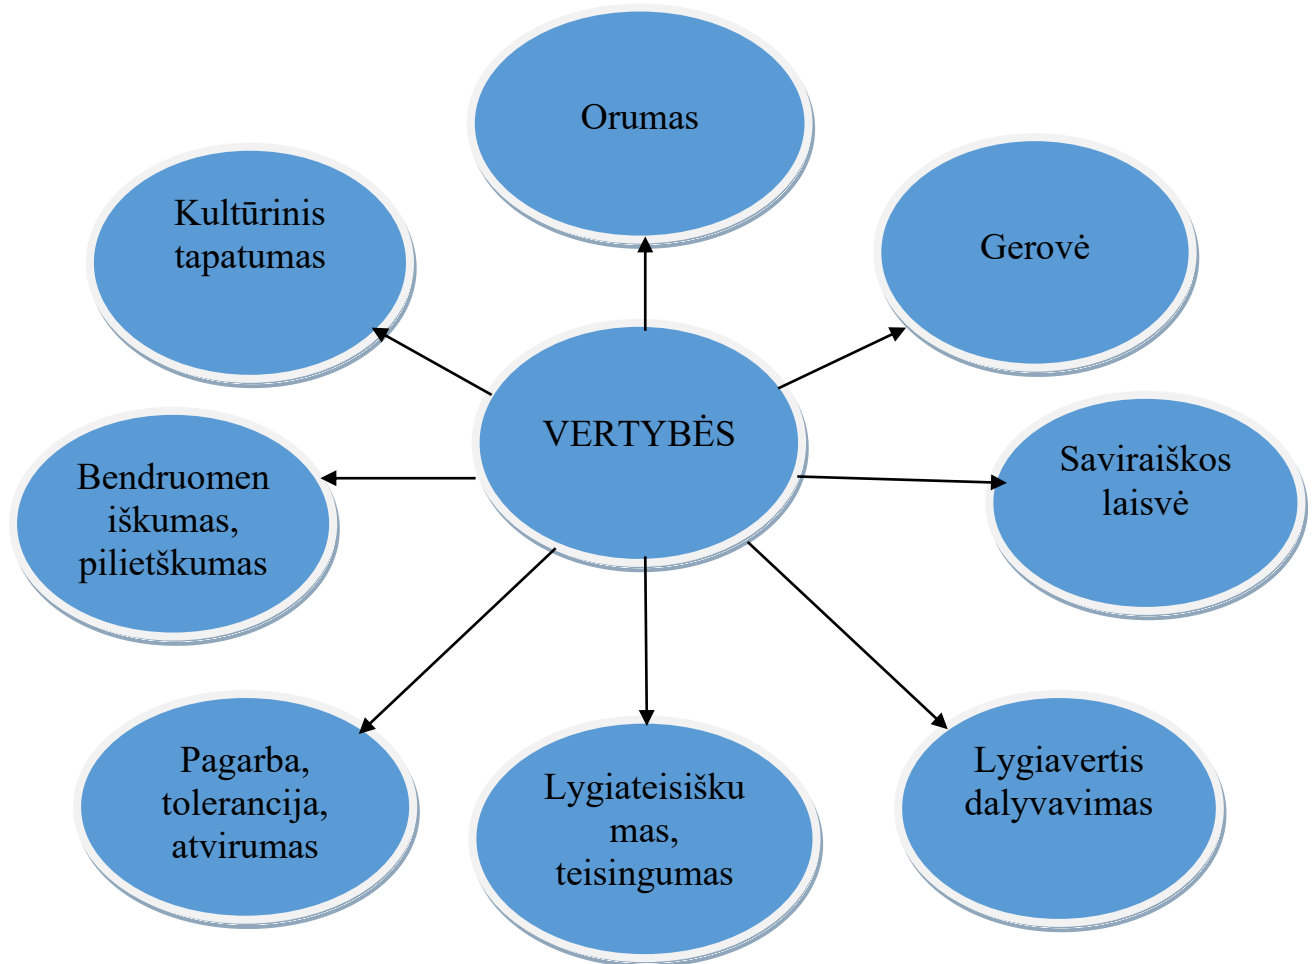 Orumas
Kultūrinis
tapatumas
Gerovė
VERTYBĖS
Saviraiškos
laisvė
Bendruomen
iškumas,
pilietškumas
Pagarba,
tolerancija,
atvirumas
Lygiateisišku
mas,
teisingumas
Lygiavertis
dalyvavimas